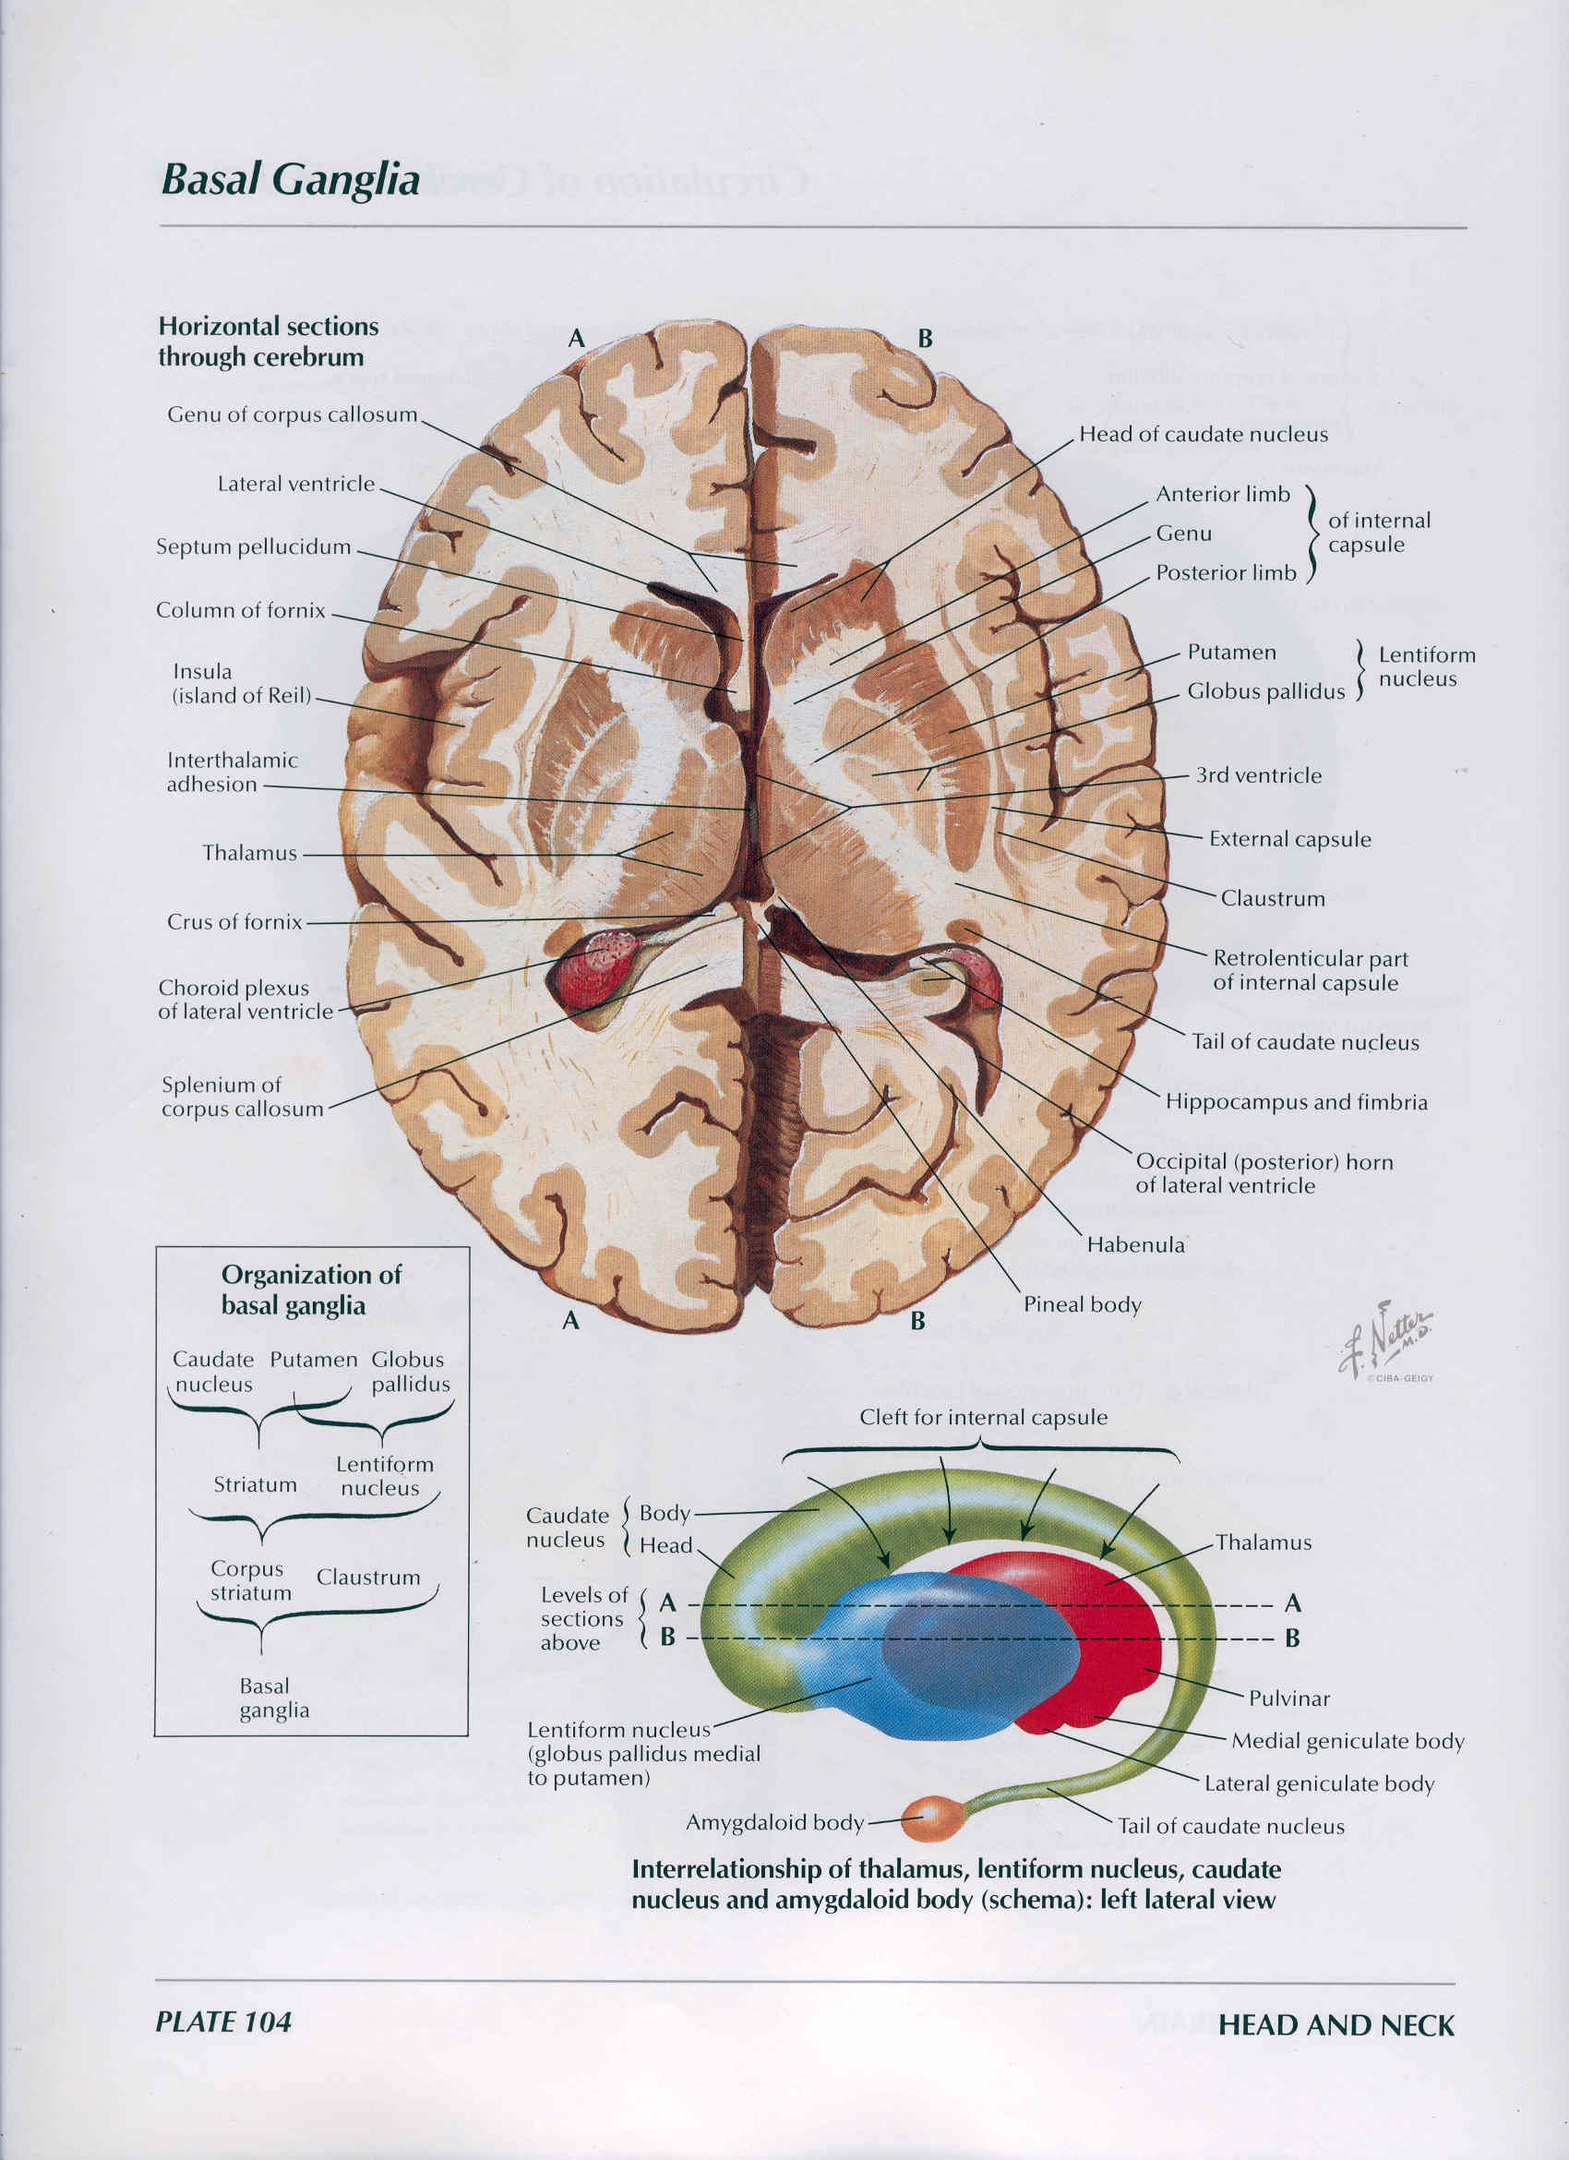 Basal Ganglia
Horizontal sections
through cerebrum
A
B
Genu of corpus callosum
Lateral ventricle
Septum pellucidum
Column of fornix
Insula
(island of Reil)
Interthalamic
adhesion
Thalamus
Crus of fornix
Choroid plexus
of lateral ventricle
Splenium of
corpus callosum
Head of caudate nucleus
Anterior limb
Genu
Posterior limb
of internal
capsule
Putamen
Globus pallidus
Lentiform
nucleus
3rd ventricle
External capsule
Claustrum
Retrolenticular part
of internal capsule
Tail of caudate nucleus
Hippocampus and fimbria
Occipital (posterior) horn
of lateral ventricle
Habenula
Pineal body
A
B
F. Netter
M.D.
© CIBA-GEIGY
Organization of
basal ganglia
Caudate
nucleus
Putamen
Globus
pallidus
Striatum
Lentiform
nucleus
Corpus
striatum
Claustrum
Basal
ganglia
Cleft for internal capsule
Caudate
nucleus
Body
Head
Levels of
sections
above
A
B
Thalamus
A
B
Pulvinar
Medial geniculate body
Lateral geniculate body
Tail of caudate nucleus
Lentiform nucleus
(globus pallidus medial
to putamen)
Amygdaloid body
Interrelationship of thalamus, lentiform nucleus, caudate
nucleus and amygdaloid body (schema): left lateral view
PLATE 104
HEAD AND NECK